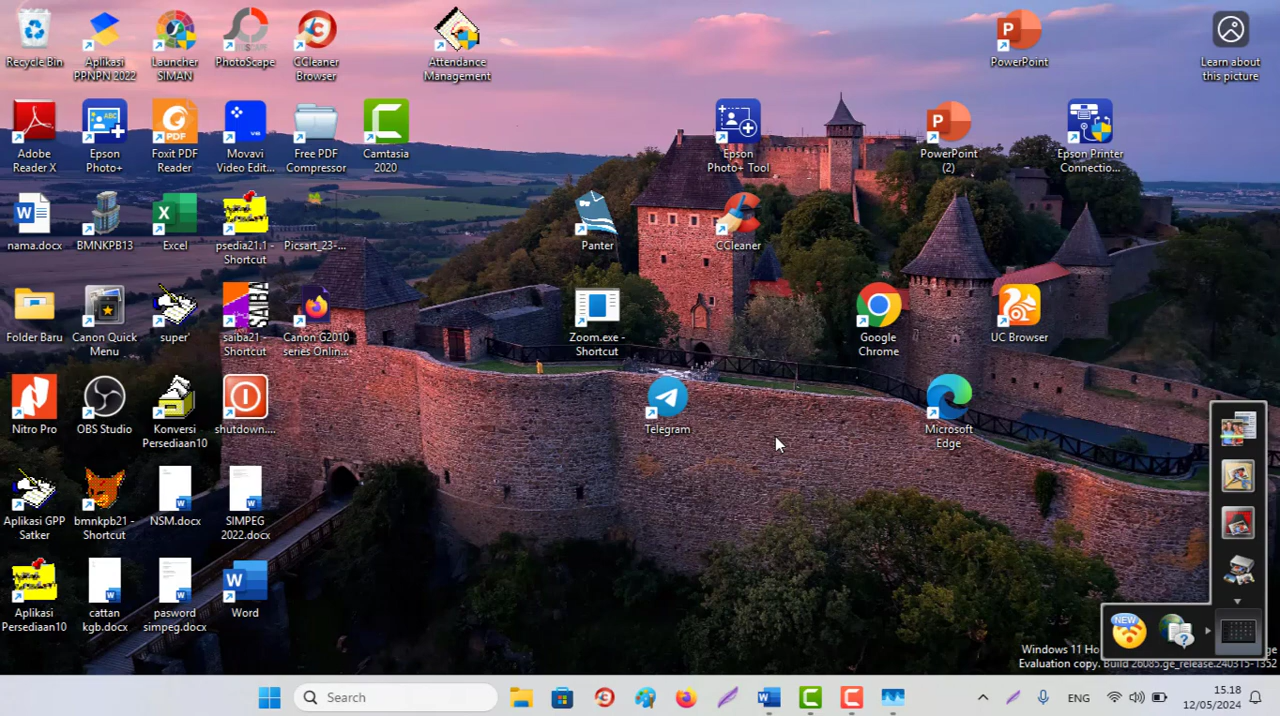 Recycle Bin
Aplikasi
PPNPN 2022
Launcher
SIMAN
PhotoScape
CCleaner
Browser
Attendance
Management
PowerPoint
Learn about
this picture
Adobe
Reader X
Epson
Photo+
Foxit PDF
Reader
Movavi
Video Edit...
Free PDF
Compressor
Camtasia
2020
Epson
Photo+ Tool
PowerPoint
(2)
Epson Printer
Connectio...
nama.docx
BMNKPB13
Excel
psedia21.1 -
Shortcut
Picsart_23-...
Panter
CCleaner
Folder Baru
Canon Quick
Menu
super'
saiba21 -
Shortcut
Canon G2010
series Onlin...
Zoom.exe -
Shortcut
Google
Chrome
UC Browser
Nitro Pro
OBS Studio
Konversi
Persediaan10
shutdown....
Telegram
Microsoft
Edge
Aplikasi GPP
Satker
bmnkpb21 -
Shortcut
NSM.docx
SIMPEG
2022.docx
Aplikasi
Persediaan10
cattan
kgb.docx
pasword
simpeg.docx
Word
NEW
Windows 11 Ho
Evaluation copy. Build 26085.ge_release.240315-1352
Search
ENG
15.18
12/05/2024